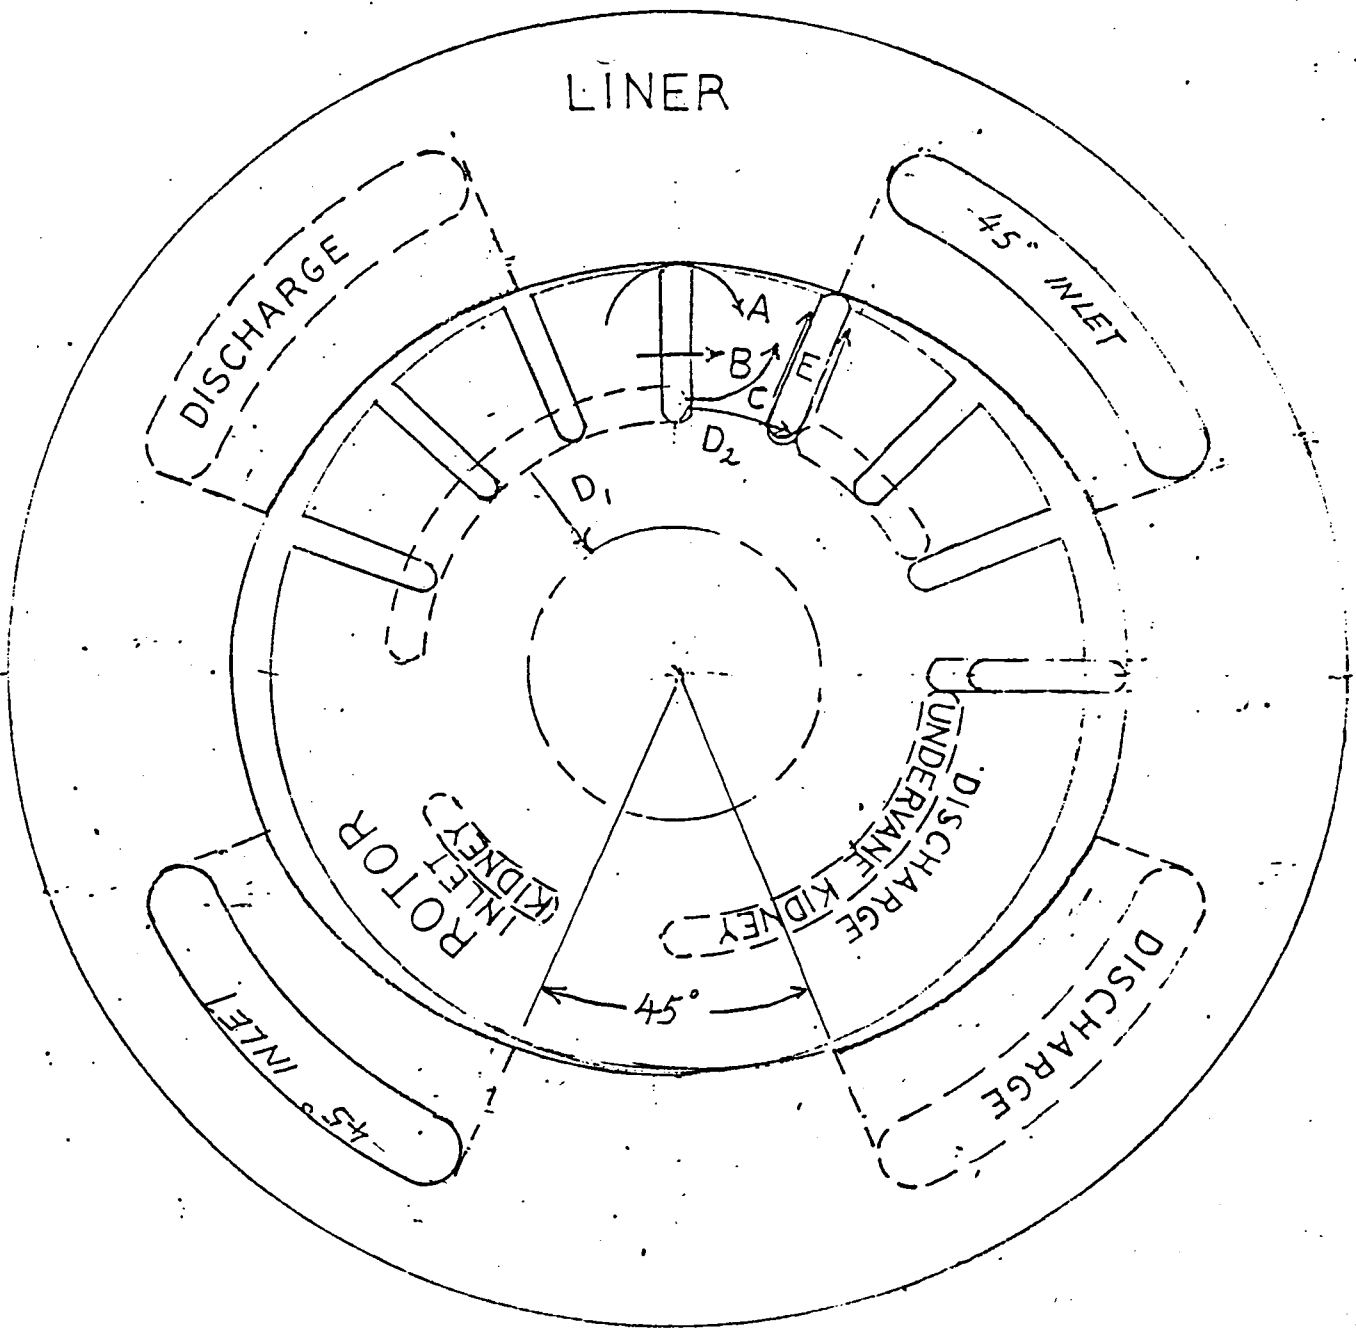 LINER
DISCHARGE
45° INLET
A
B
C
E
D₂
D₁
UNDERVANE KIDNEY
DISCHARGE
ROTOR
INLET
KIDNEY
45°
45° INLET
DISCHARGE